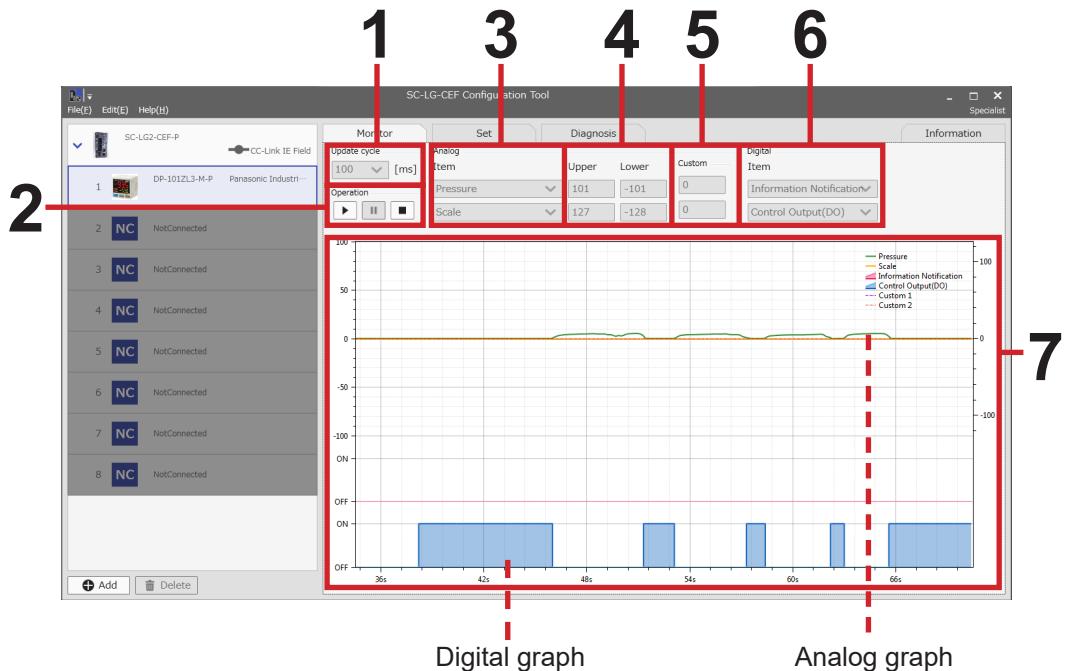 1
3
4
5
6
SC-LG-CEF Configuration Tool
File(F) Edit(E) Help(H)
Specialist
SC-LG2-CEF-P
CC-Link IE Field
Monitor
Set
Diagnosis
Information
2
1
DP-101ZL3-M-P
Panasonic Industri···
2 NC NotConnected
3 NC NotConnected
4 NC NotConnected
5 NC NotConnected
6 NC NotConnected
7 NC NotConnected
8 NC NotConnected
Add
Delete
Update cycle
100 [ms]
Operation
Analog
Item
Pressure
Scale
Upper Lower
101 -101
127 -128
Custom
0
0
Digital
Item
Information Notification
Control Output(DO)
7
100
50
0
-50
-100
ON
OFF
ON
OFF
100
0
-100
Pressure
Scale
Information Notification
Control Output(DO)
Custom 1
Custom 2
36s 42s 48s 54s 60s 66s
Digital graph
Analog graph